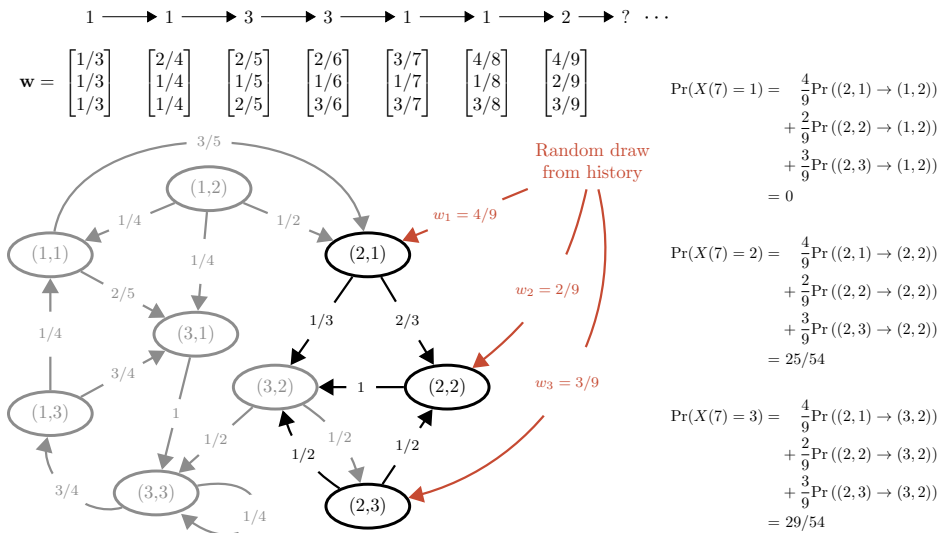 1 → 1 → 3 → 3 → 1 → 1 → 2 → ? ⋯
w = [1/3 1/3 1/3] [2/4 1/4 1/4] [2/5 1/5 2/5] [2/6 1/6 3/6] [3/7 1/7 3/7] [4/8 1/8 3/8] [4/9 2/9 3/9]
3/5
Random draw
from history
(1,2)
1/4
1/2
w₁ = 4/9
(1,1)
1/4
(2,1)
2/5
w₂ = 2/9
1/3
2/3
1/4
(3,1)
3/4
(3,2)
1
(2,2)
w₃ = 3/9
(1,3)
1
1/2
1/2
1/2
1/2
3/4
(3,3)
1/4
(2,3)
Pr(X(7) = 1) = 4/9 Pr ((2, 1) → (1, 2))
+ 2/9 Pr ((2, 2) → (1, 2))
+ 3/9 Pr ((2, 3) → (1, 2))
= 0
Pr(X(7) = 2) = 4/9 Pr ((2, 1) → (2, 2))
+ 2/9 Pr ((2, 2) → (2, 2))
+ 3/9 Pr ((2, 3) → (2, 2))
= 25/54
Pr(X(7) = 3) = 4/9 Pr ((2, 1) → (3, 2))
+ 2/9 Pr ((2, 2) → (3, 2))
+ 3/9 Pr ((2, 3) → (3, 2))
= 29/54